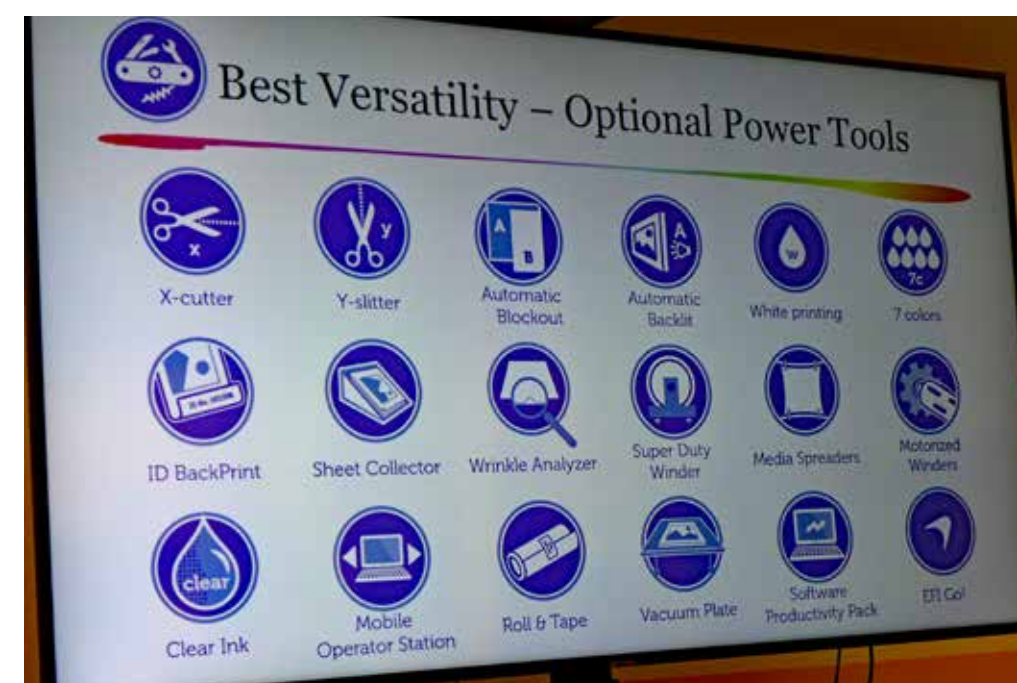 Best Versatility – Optional Power Tools
x
y
A
B
A
w
7c
X-cutter
Y-slitter
Automatic
Blockout
Automatic
Backlit
White printing
7 colors
ID BackPrint
Sheet Collector
Wrinkle Analyzer
Super Duty
Winder
Media Spreaders
Motorized
Winders
clear
Clear Ink
Mobile
Operator Station
Roll & Tape
Vacuum Plate
Software
Productivity Pack
EFI Go!